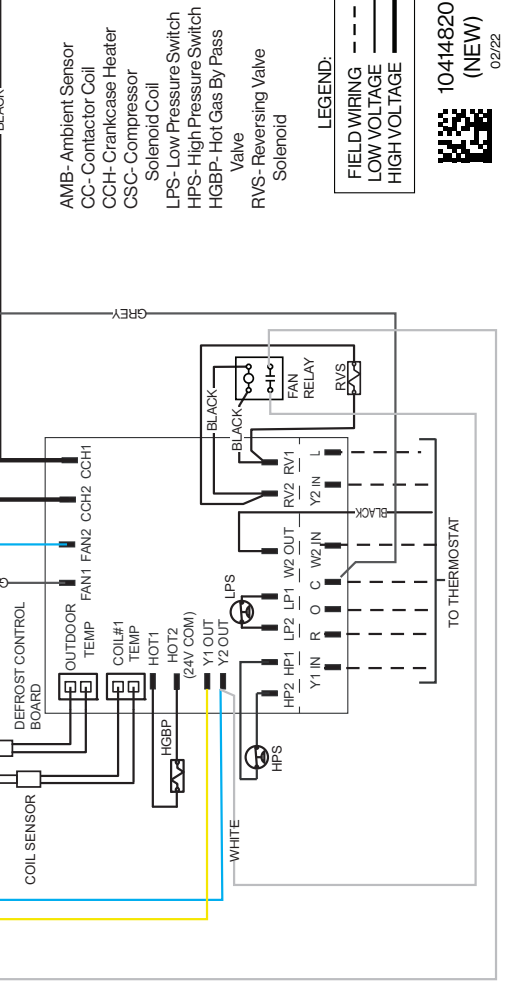 BLACK
AMB- Ambient Sensor
CC- Contactor Coil
CCH- Crankcase Heater
CSC- Compressor
Solenoid Coil
LPS- Low Pressure Switch
HPS- High Pressure Switch
HGBP- Hot Gas By Pass
Valve
RVS- Reversing Valve
Solenoid
LEGEND:
FIELD WIRING
LOW VOLTAGE
HIGH VOLTAGE
10414820
(NEW)
02/22
GREY
DEFROST CONTROL
BOARD
COIL SENSOR
FAN1
FAN2
CCH2
CCH1
OUTDOOR
TEMP
COIL#1
TEMP
HOT1
HOT2
(24V COM)
Y1 OUT
Y2 OUT
HGBP
WHITE
HPS
LPS
HP2
HP1
LP2
LP1
W2 OUT
RV2
RV1
Y1 IN
R
O
C
W2 IN
Y2 IN
L
BLACK
BLACK
BLACK
FAN
RELAY
RVS
TO THERMOSTAT